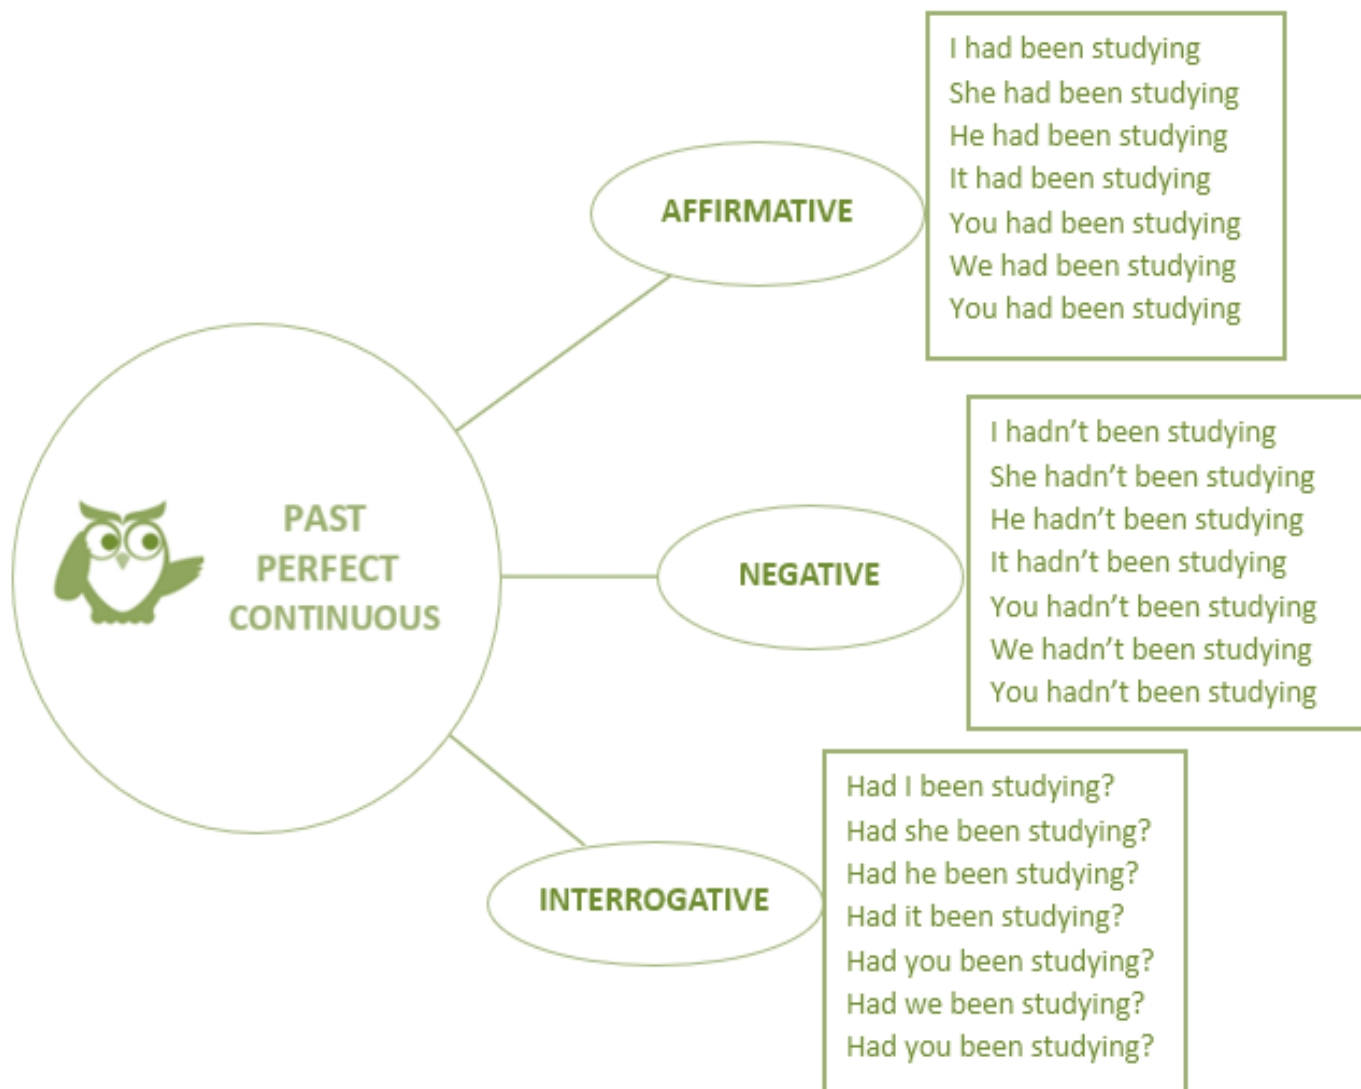 PAST
PERFECT
CONTINUOUS
AFFIRMATIVE
I had been studying
She had been studying
He had been studying
It had been studying
You had been studying
We had been studying
You had been studying
NEGATIVE
I hadn’t been studying
She hadn’t been studying
He hadn’t been studying
It hadn’t been studying
You hadn’t been studying
We hadn’t been studying
You hadn’t been studying
INTERROGATIVE
Had I been studying?
Had she been studying?
Had he been studying?
Had it been studying?
Had you been studying?
Had we been studying?
Had you been studying?